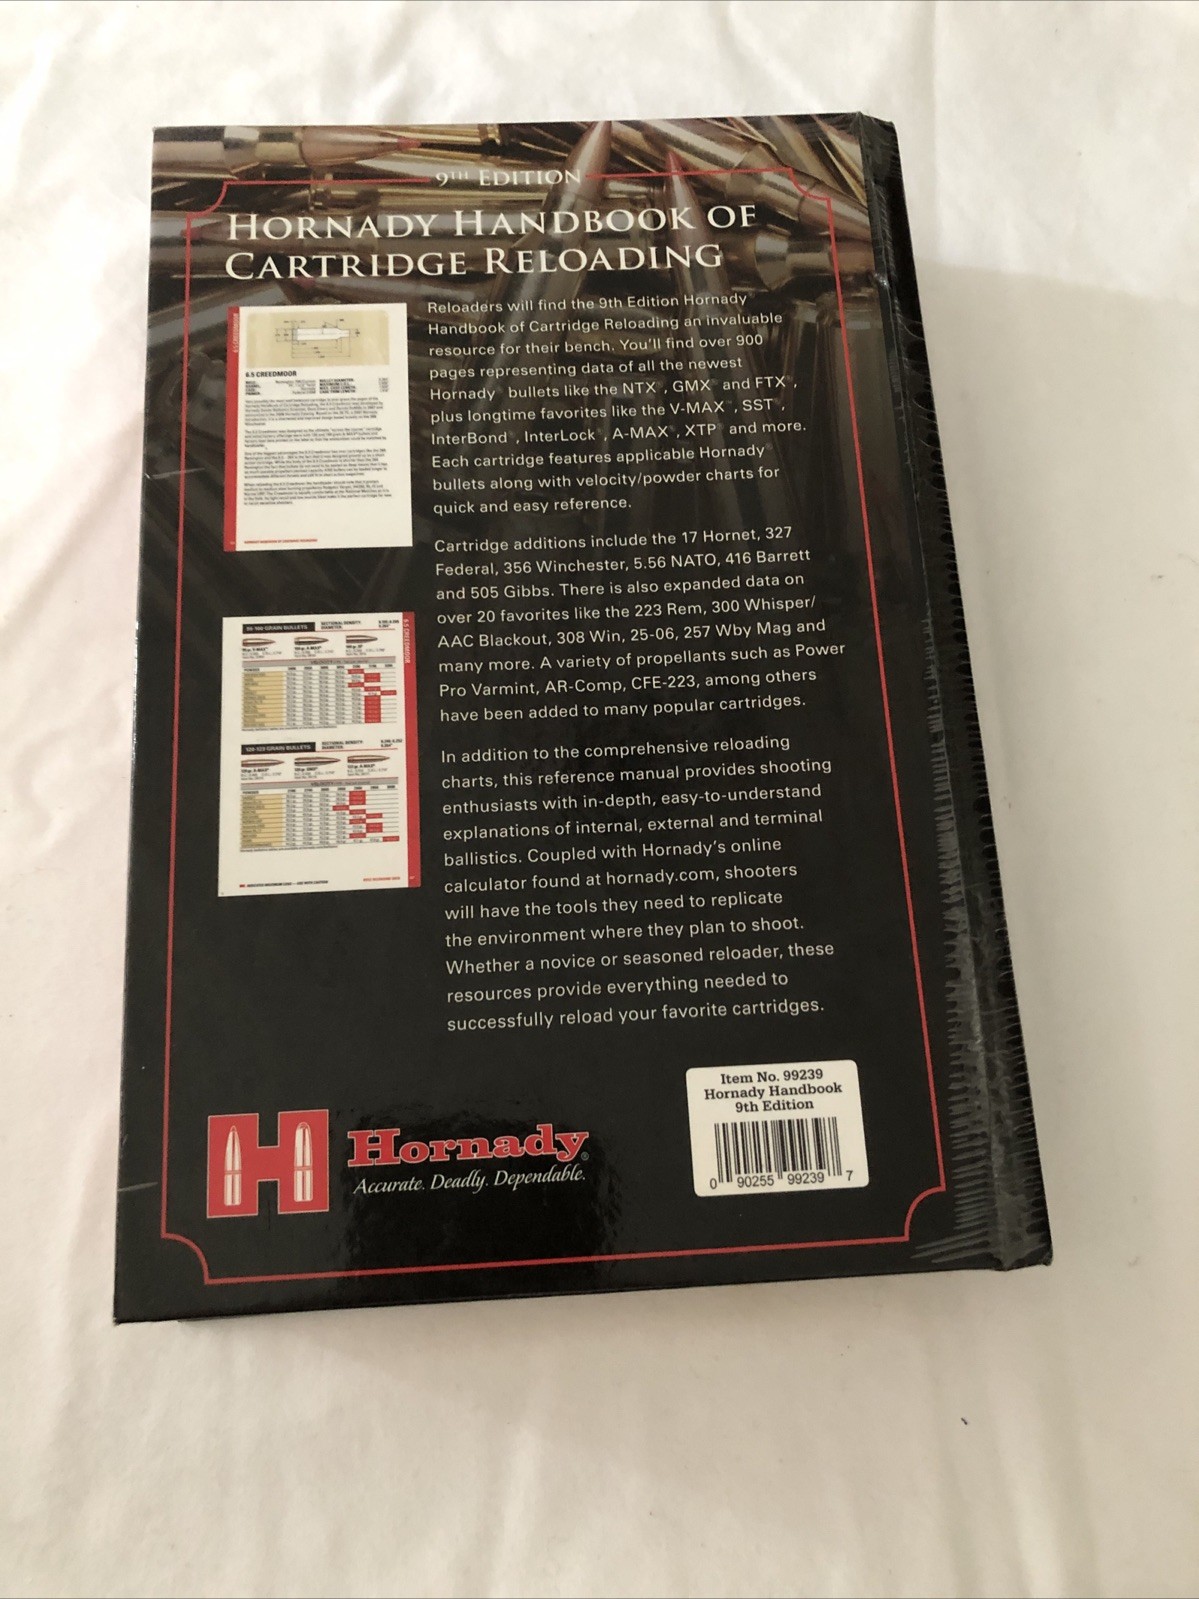 9TH EDITION
HORNADY HANDBOOK OF
CARTRIDGE RELOADING
6.5 CREEDMOOR
Reloaders will find the 9th Edition Hornady
Handbook of Cartridge Reloading an invaluable
resource for their bench. You'll find over 900
pages representing data of all the newest
Hornady bullets like the NTX, GMX and FTX,
plus longtime favorites like the V-MAX, SST,
InterBond, InterLock, A-MAX, XTP and more.
Each cartridge features applicable Hornady
bullets along with velocity/powder charts for
quick and easy reference.
Cartridge additions include the 17 Hornet, 327
Federal, 356 Winchester, 5.56 NATO, 416 Barrett
and 505 Gibbs. There is also expanded data on
over 20 favorites like the 223 Rem, 300 Whisper/
AAC Blackout, 308 Win, 25-06, 257 Wby Mag and
many more. A variety of propellants such as Power
Pro Varmint, AR-Comp, CFE-223, among others
have been added to many popular cartridges.
In addition to the comprehensive reloading
charts, this reference manual provides shooting
enthusiasts with in-depth, easy-to-understand
explanations of internal, external and terminal
ballistics. Coupled with Hornady's online
calculator found at hornady.com, shooters
will have the tools they need to replicate
the environment where they plan to shoot.
Whether a novice or seasoned reloader, these
resources provide everything needed to
successfully reload your favorite cartridges.
Item No. 99239
Hornady Handbook
9th Edition
0 90255 99239 7
H
Hornady®
Accurate. Deadly. Dependable.